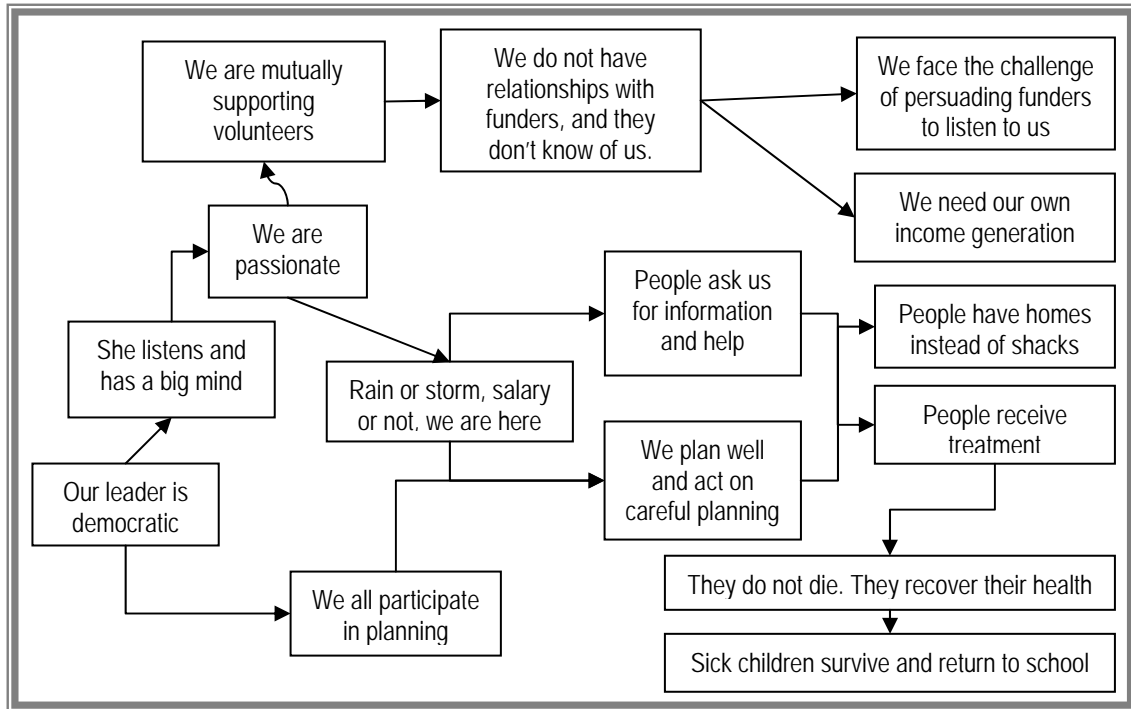 We are mutually
supporting
volunteers
We do not have
relationships with
funders, and they
don't know of us.
We face the challenge
of persuading funders
to listen to us
We need our own
income generation
We are
passionate
People ask us
for information
and help
People have homes
instead of shacks
She listens and
has a big mind
Rain or storm, salary
or not, we are here
People receive
treatment
We plan well
and act on
careful planning
Our leader is
democratic
We all participate
in planning
They do not die. They recover their health
Sick children survive and return to school